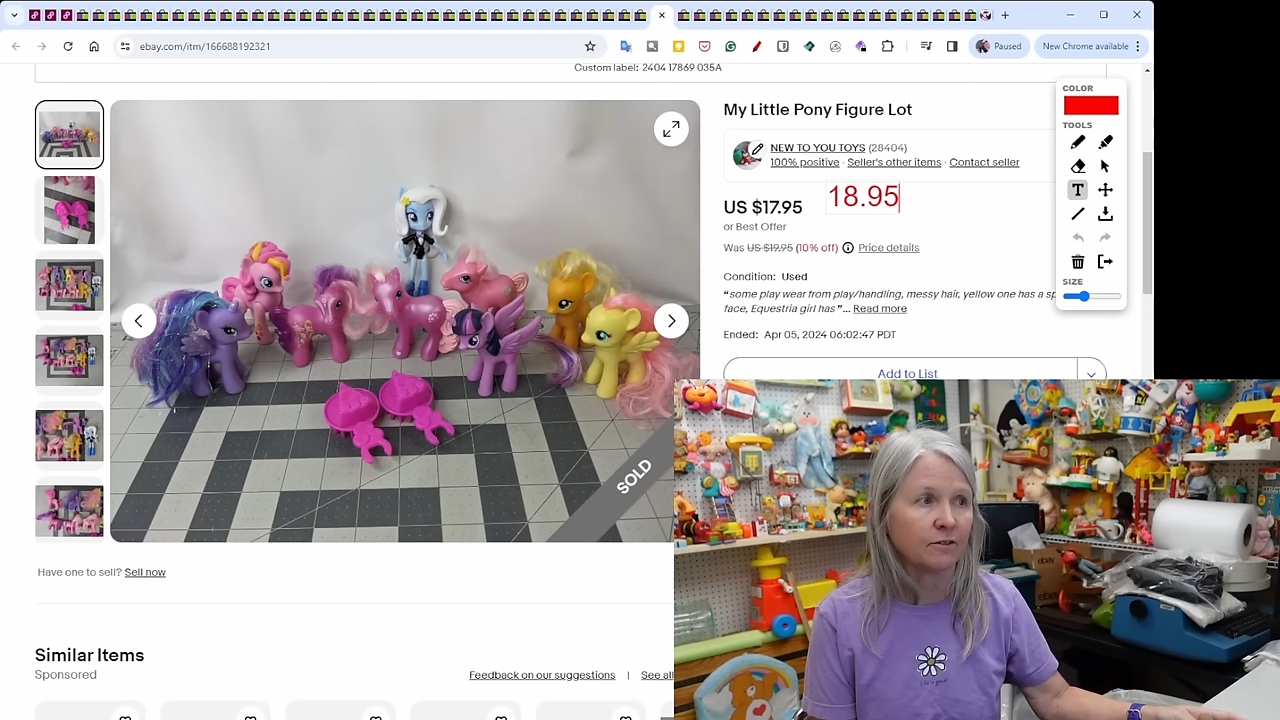 ebay.com/itm/166688192321
Paused
New Chrome available
Custom label: 2404 17869 035A
COLOR
TOOLS
T
SIZE
My Little Pony Figure Lot
NEW TO YOU TOYS (28404)
100% positive · Seller's other items · Contact seller
US $17.95
18.95
or Best Offer
Was US $19.95 (10% off) Price details
Condition: Used
“some play wear from play/handling, messy hair, yellow one has a sp
face, Equestria girl has”... Read more
Ended: Apr 05, 2024 06:02:47 PDT
Add to List
SOLD
Have one to sell? Sell now
Similar Items
Sponsored
Feedback on our suggestions | See all
ebay
life is good